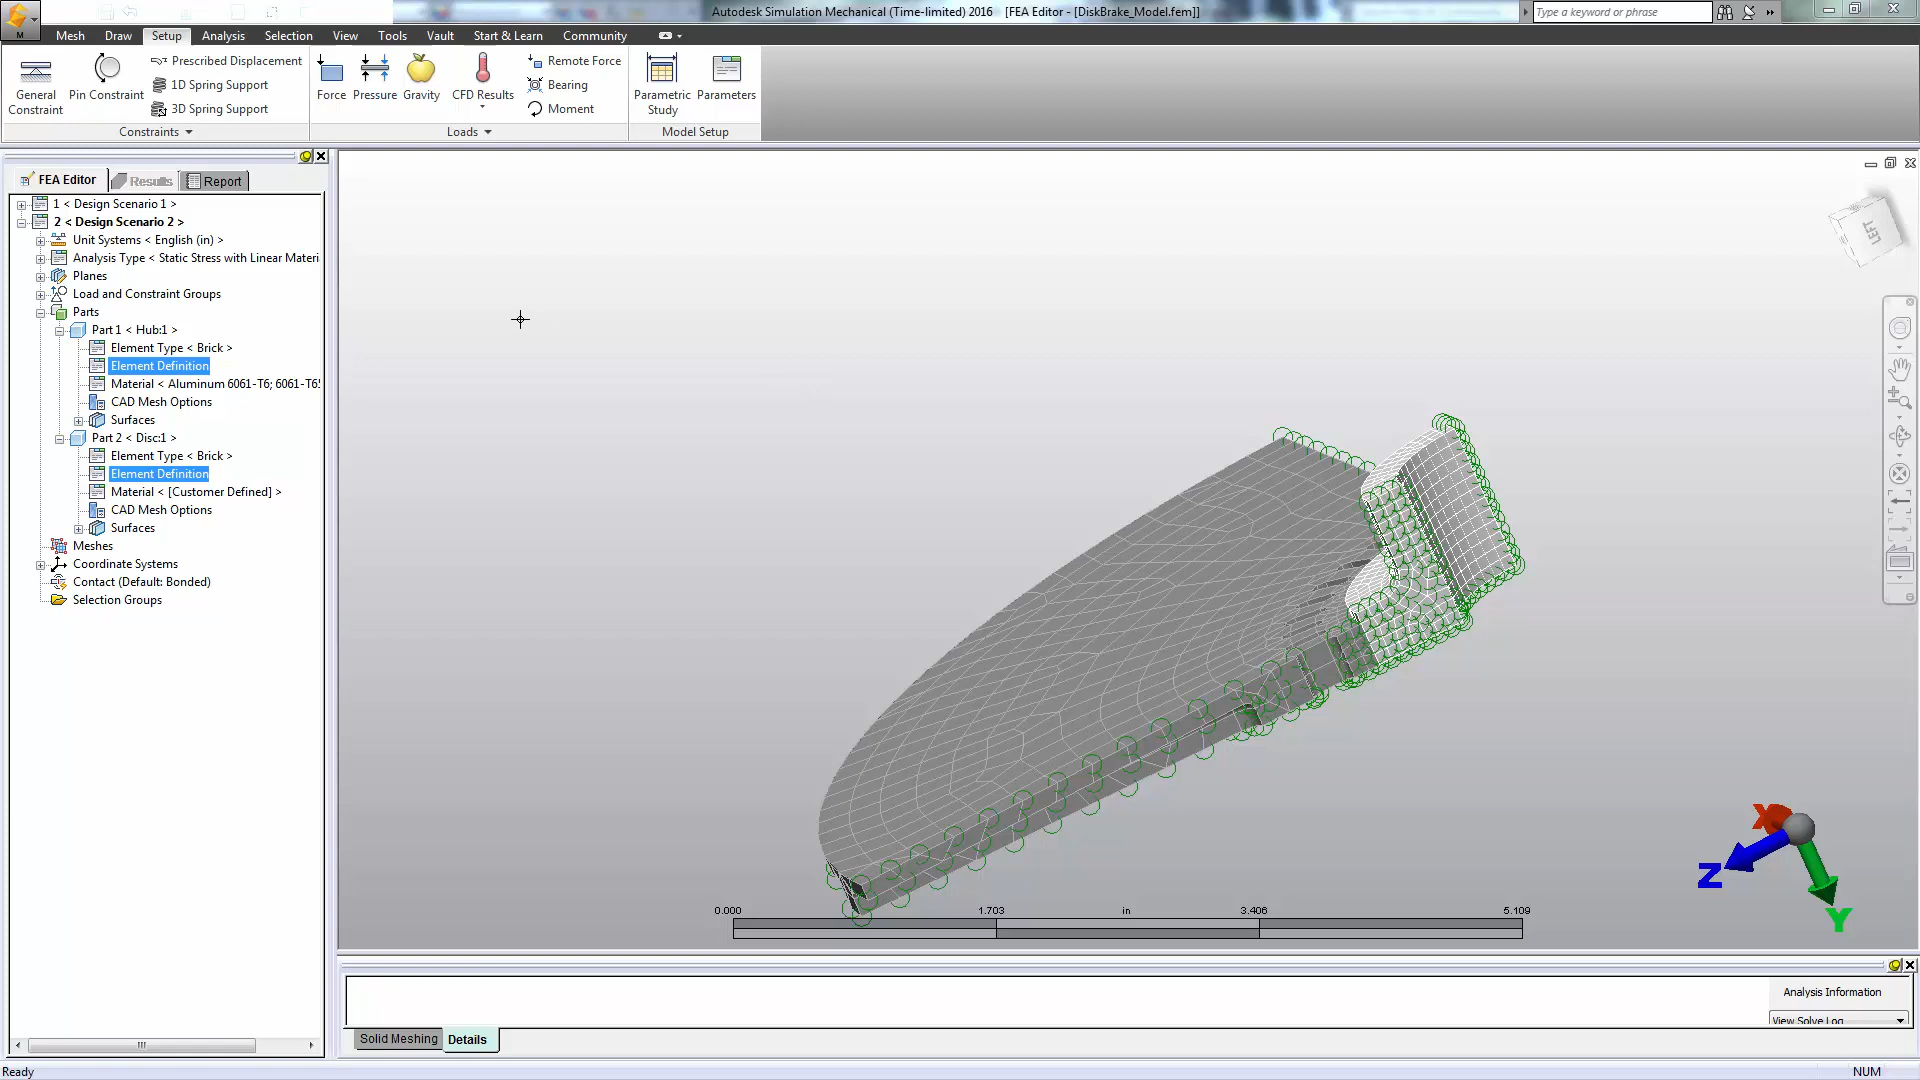 Autodesk Simulation Mechanical (Time-limited) 2016 [FEA Editor - [DiskBrake_Model.fem]]
Type a keyword or phrase
M
Mesh Draw Setup Analysis Selection View Tools Vault Start & Learn Community
General Constraint
Pin Constraint
Prescribed Displacement
1D Spring Support
3D Spring Support
Constraints
Force
Pressure
Gravity
CFD Results
Remote Force
Bearing
Moment
Loads
Parametric Study
Parameters
Model Setup
FEA Editor Results Report
1 < Design Scenario 1 >
2 < Design Scenario 2 >
Unit Systems < English (in) >
Analysis Type < Static Stress with Linear Materi
Planes
Load and Constraint Groups
Parts
Part 1 < Hub:1 >
Element Type < Brick >
Element Definition
Material < Aluminum 6061-T6; 6061-T65
CAD Mesh Options
Surfaces
Part 2 < Disc:1 >
Element Type < Brick >
Element Definition
Material < [Customer Defined] >
CAD Mesh Options
Surfaces
Meshes
Coordinate Systems
Contact (Default: Bonded)
Selection Groups
LEFT
X
Z
Y
0.000 1.703 in 3.406 5.109
Analysis Information
View Solve Log
Solid Meshing Details
Ready
NUM